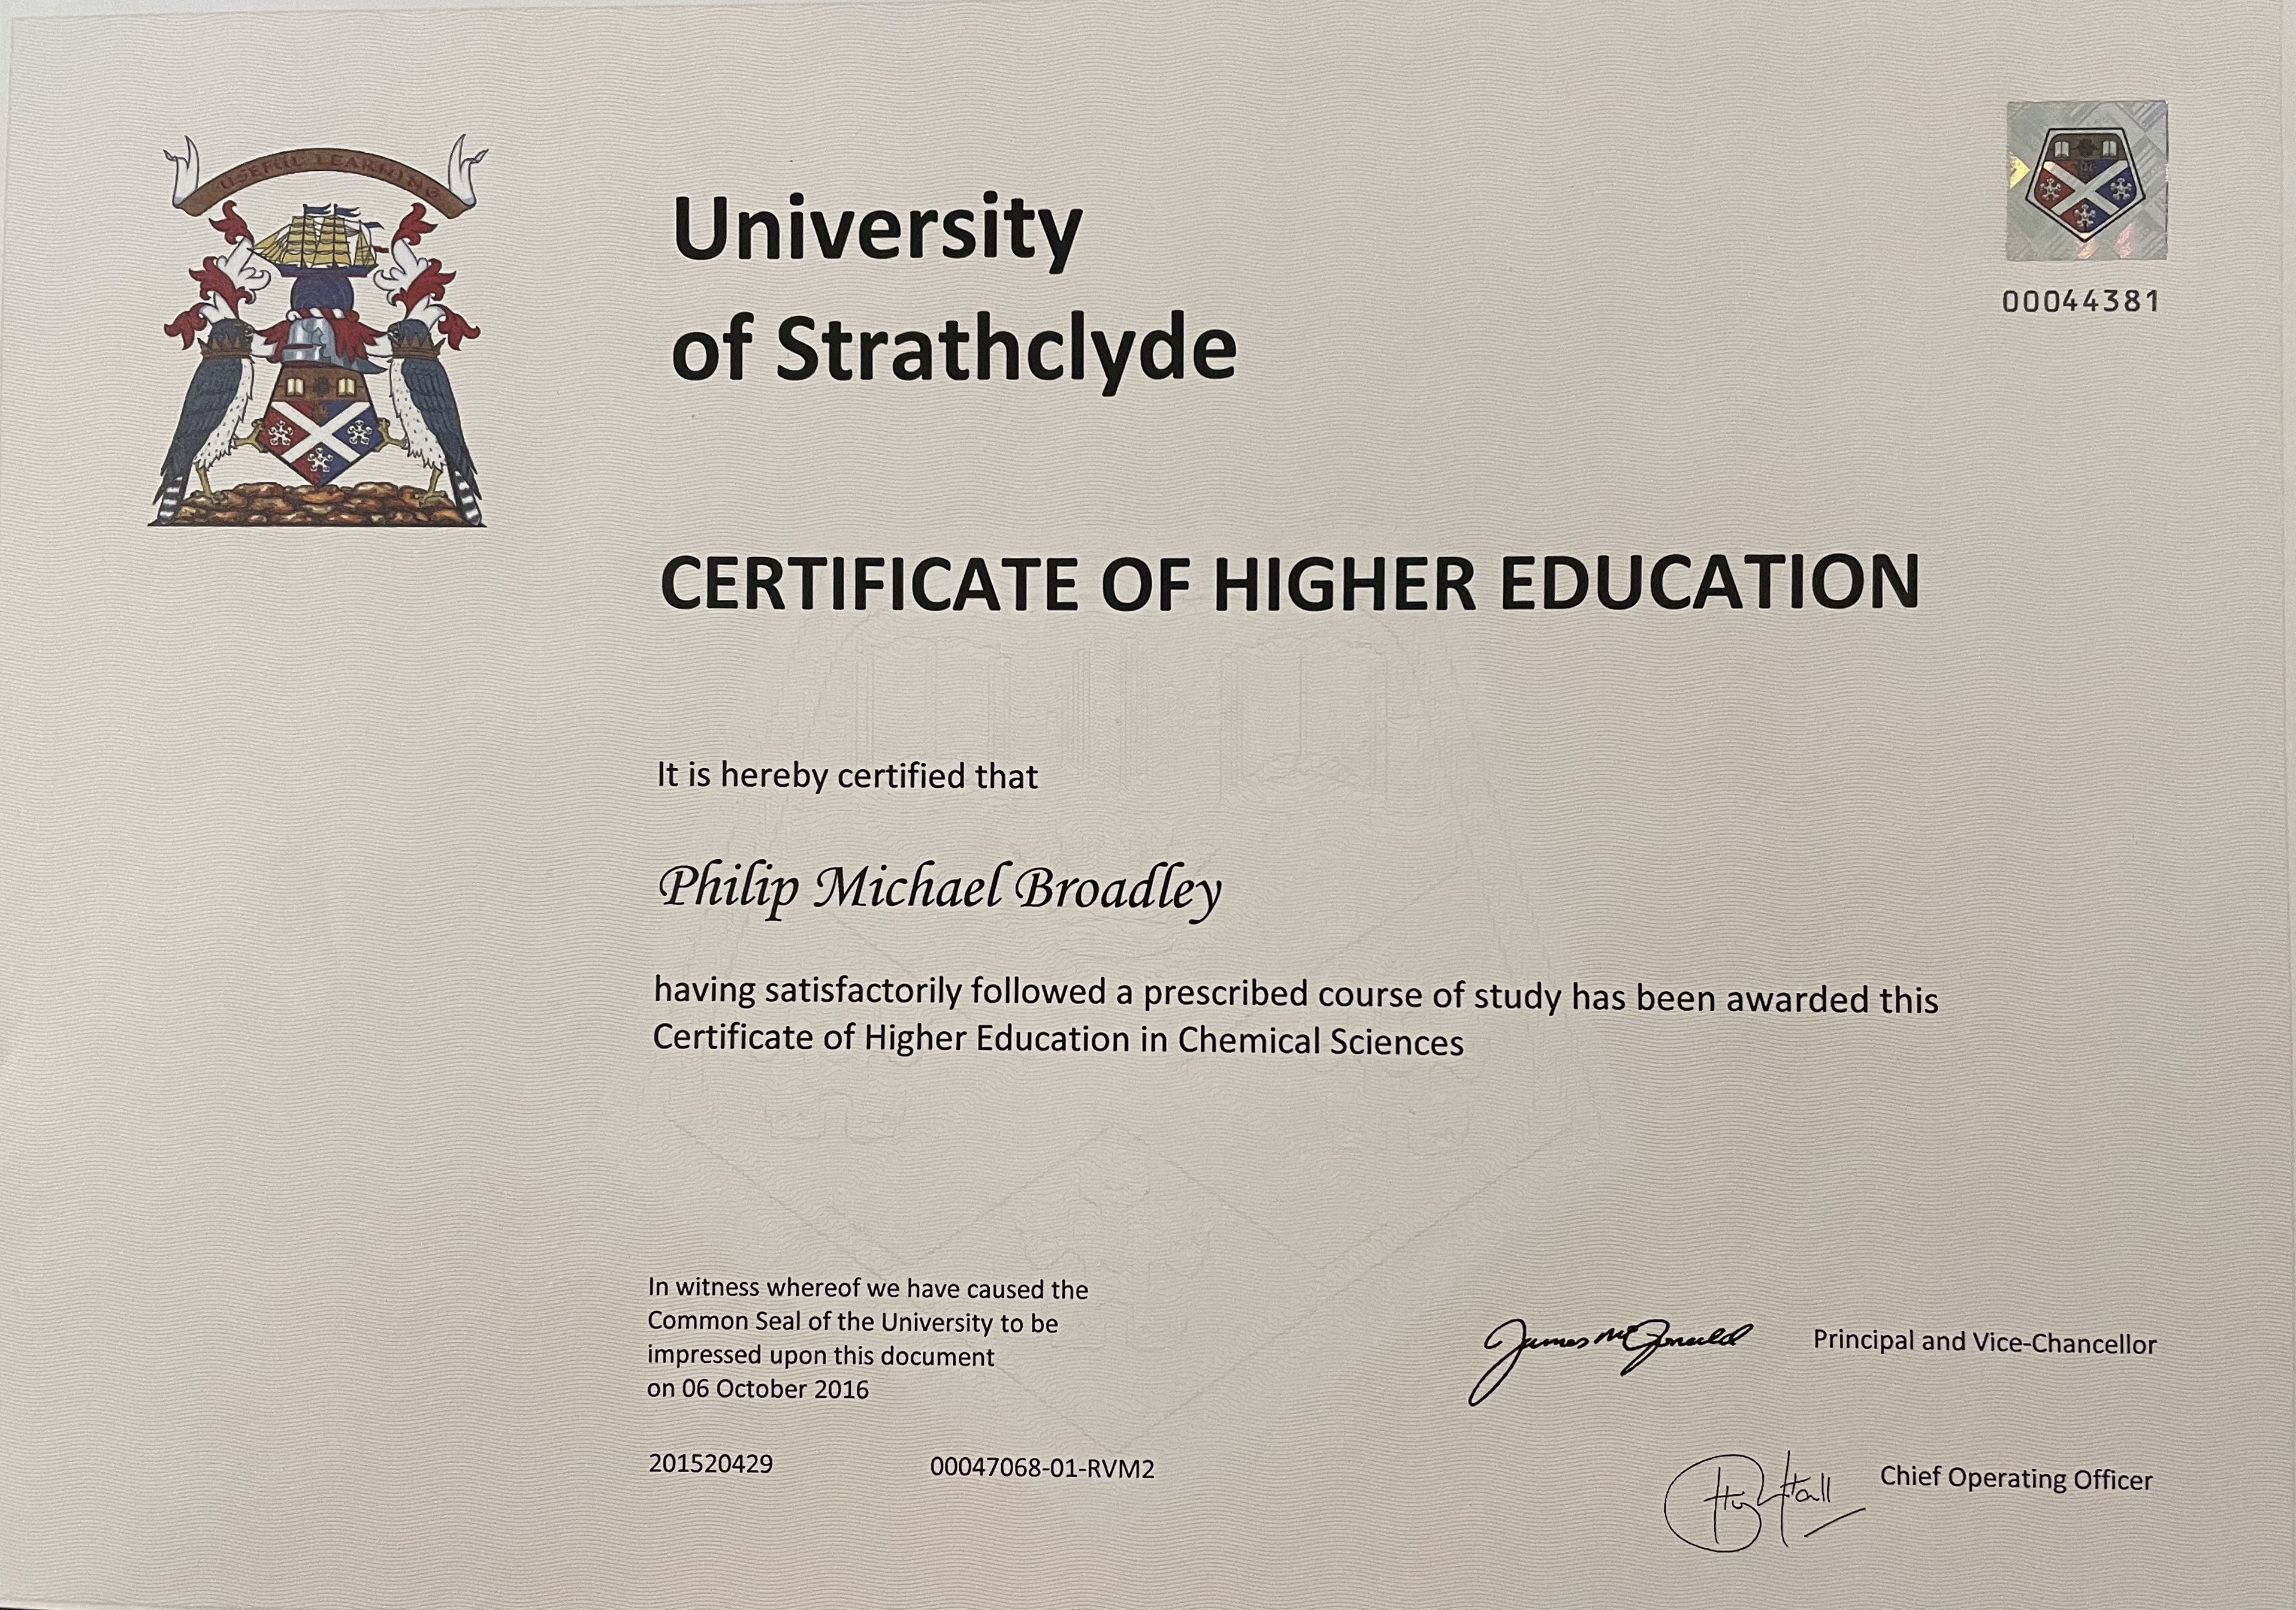 USEFUL LEARNING
University
of Strathclyde
00044381
CERTIFICATE OF HIGHER EDUCATION
It is hereby certified that
Philip Michael Broadley
having satisfactorily followed a prescribed course of study has been awarded this
Certificate of Higher Education in Chemical Sciences
In witness whereof we have caused the
Common Seal of the University to be
impressed upon this document
on 06 October 2016
James McDonald Principal and Vice-Chancellor
Hall Chief Operating Officer
201520429 00047068-01-RVM2